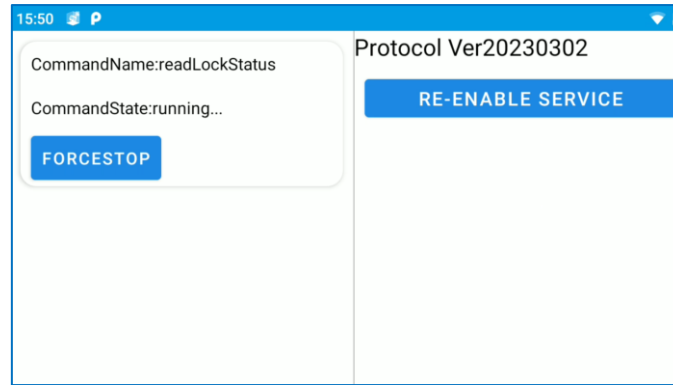 15:50
CommandName:readLockStatus
CommandState:running...
FORCESTOP
Protocol Ver20230302
RE-ENABLE SERVICE